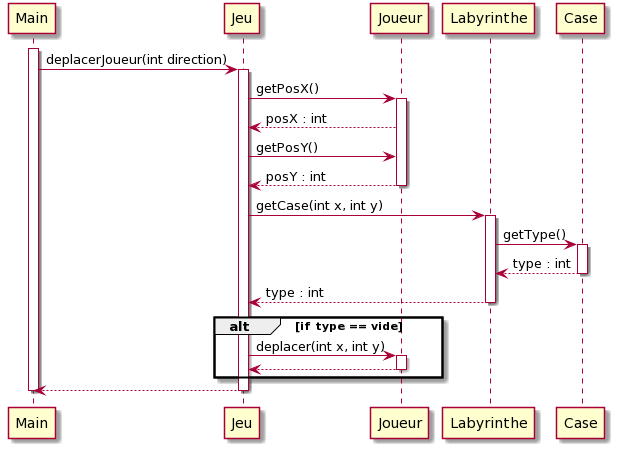 Main Jeu Joueur Labyrinthe Case
deplacerJoueur(int direction)
getPosX()
posX : int
getPosY()
posY : int
getCase(int x, int y)
getType()
type : int
type : int
alt [if type == vide]
deplacer(int x, int y)
Main Jeu Joueur Labyrinthe Case